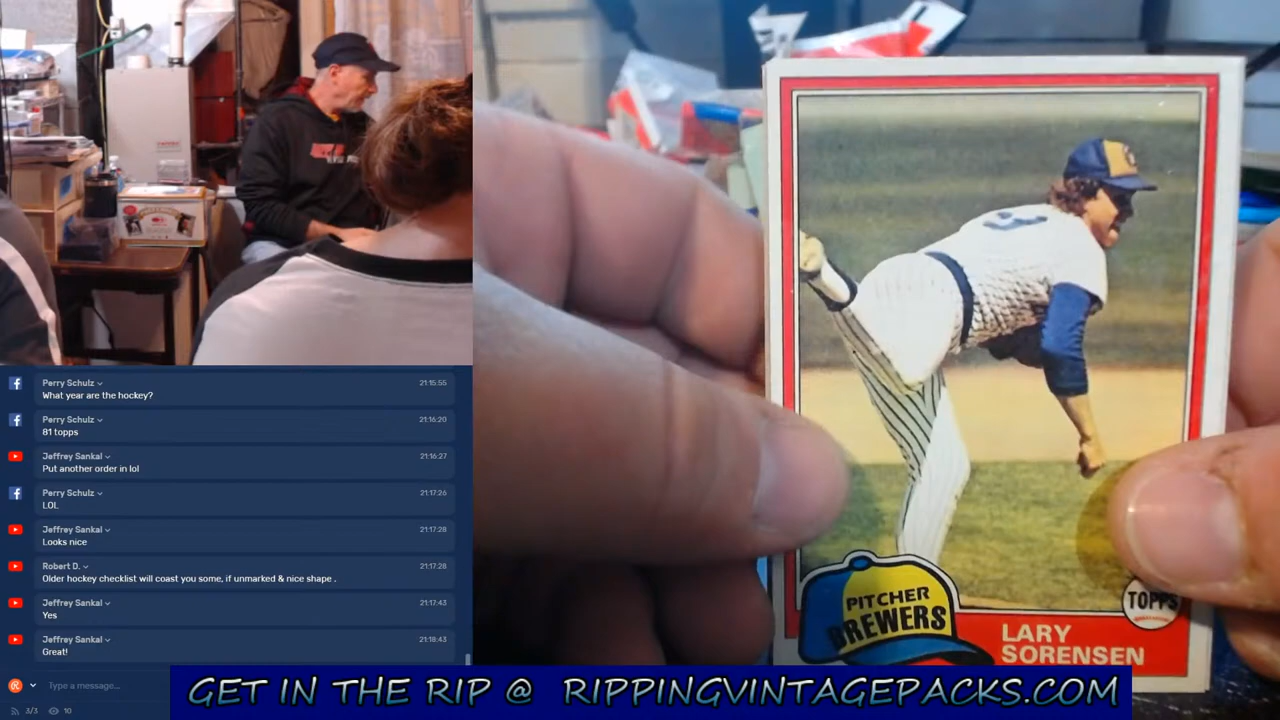 Perry Schulz
21:15:55
What year are the hockey?
Perry Schulz
21:16:20
81 topps
Jeffrey Sankal
21:16:27
Put another order in lol
Perry Schulz
21:17:26
LOL
Jeffrey Sankal
21:17:28
Looks nice
Robert D.
21:17:28
Older hockey checklist will coast you some, if unmarked & nice shape .
Jeffrey Sankal
21:17:43
Yes
Jeffrey Sankal
21:18:43
Great!
Type a message...
3/3
10
PITCHER
BREWERS
TOPPS
LARY
SORENSEN
GET IN THE RIP @ RIPPINGVINTAGEPACKS.COM